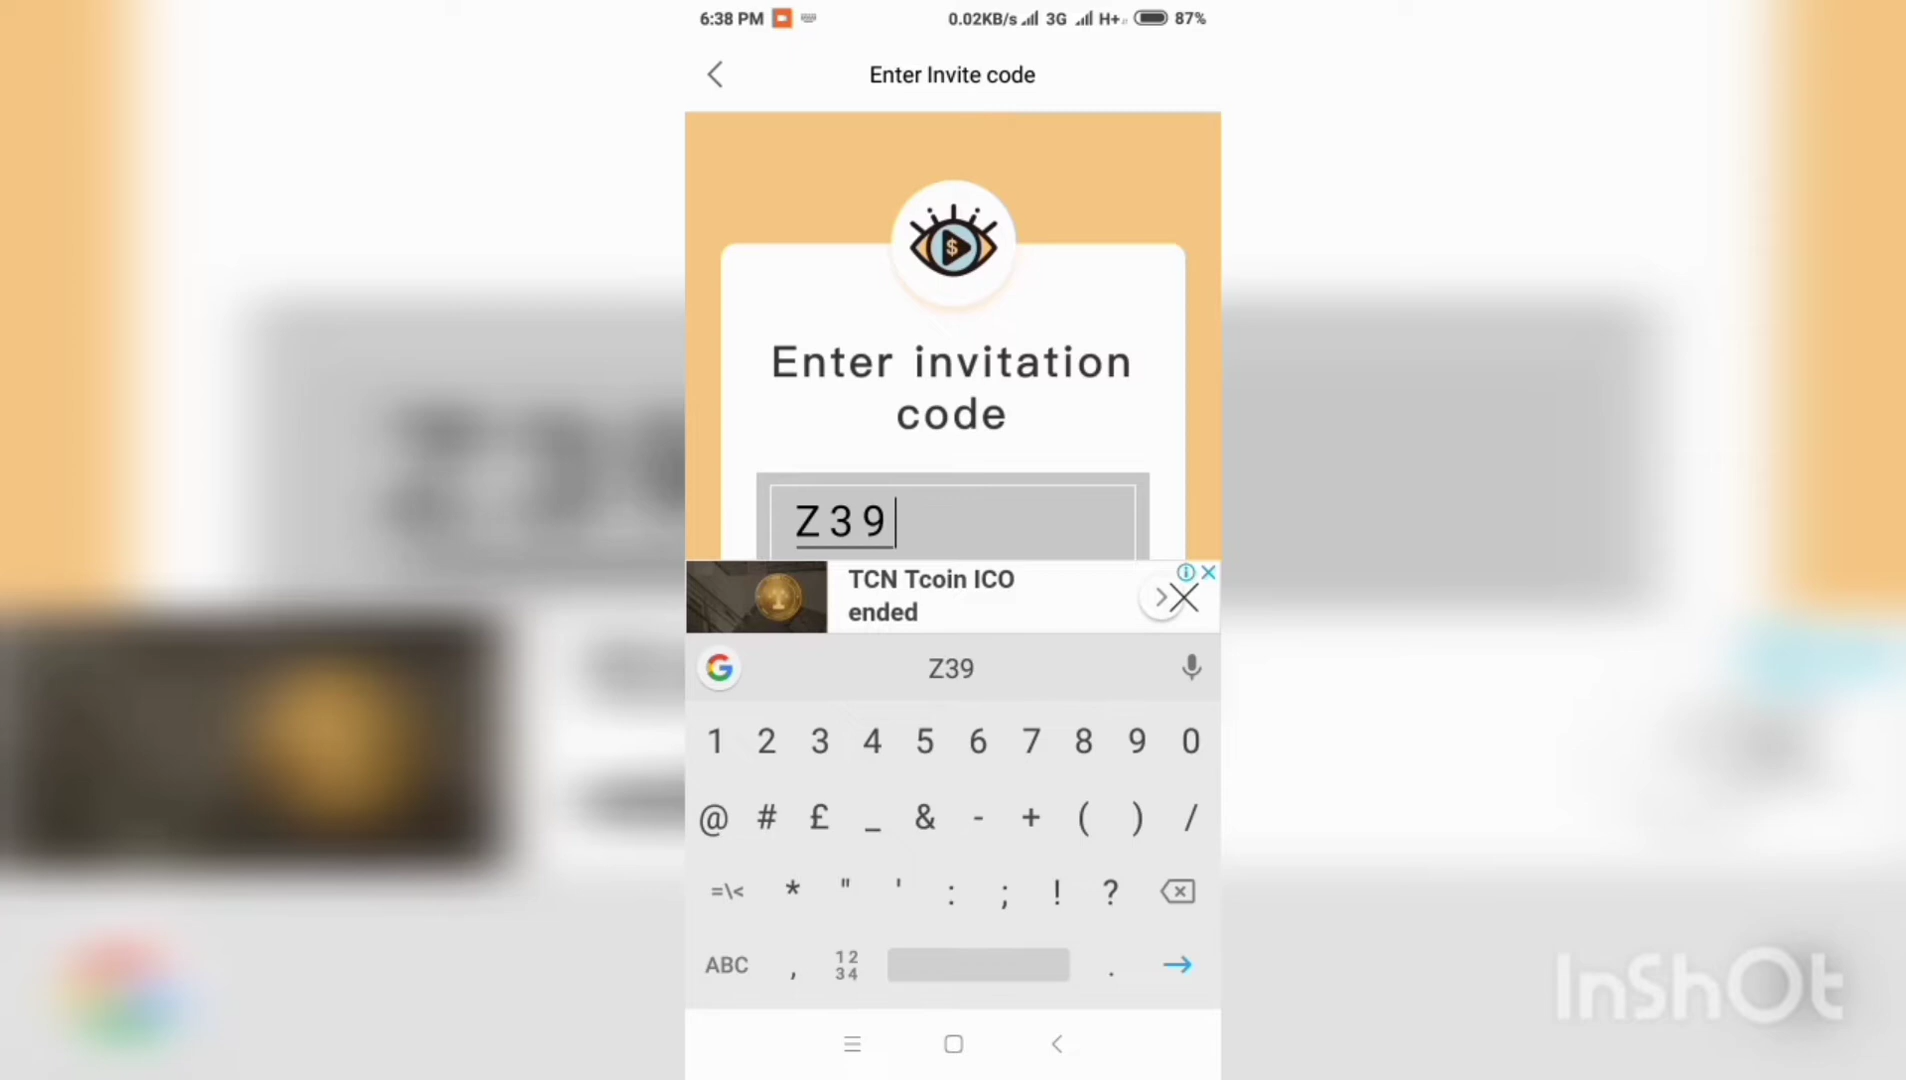 6:38 PM 0.02KB/s 3G H+ 87%
Enter Invite code
$
Enter invitation
code
Z39
TCN Tcoin ICO
ended
Z39
1 2 3 4 5 6 7 8 9 0
@ # £ _ & - + ( ) /
=\< * " ' : ; ! ?
ABC , 12 34 .
InShOt